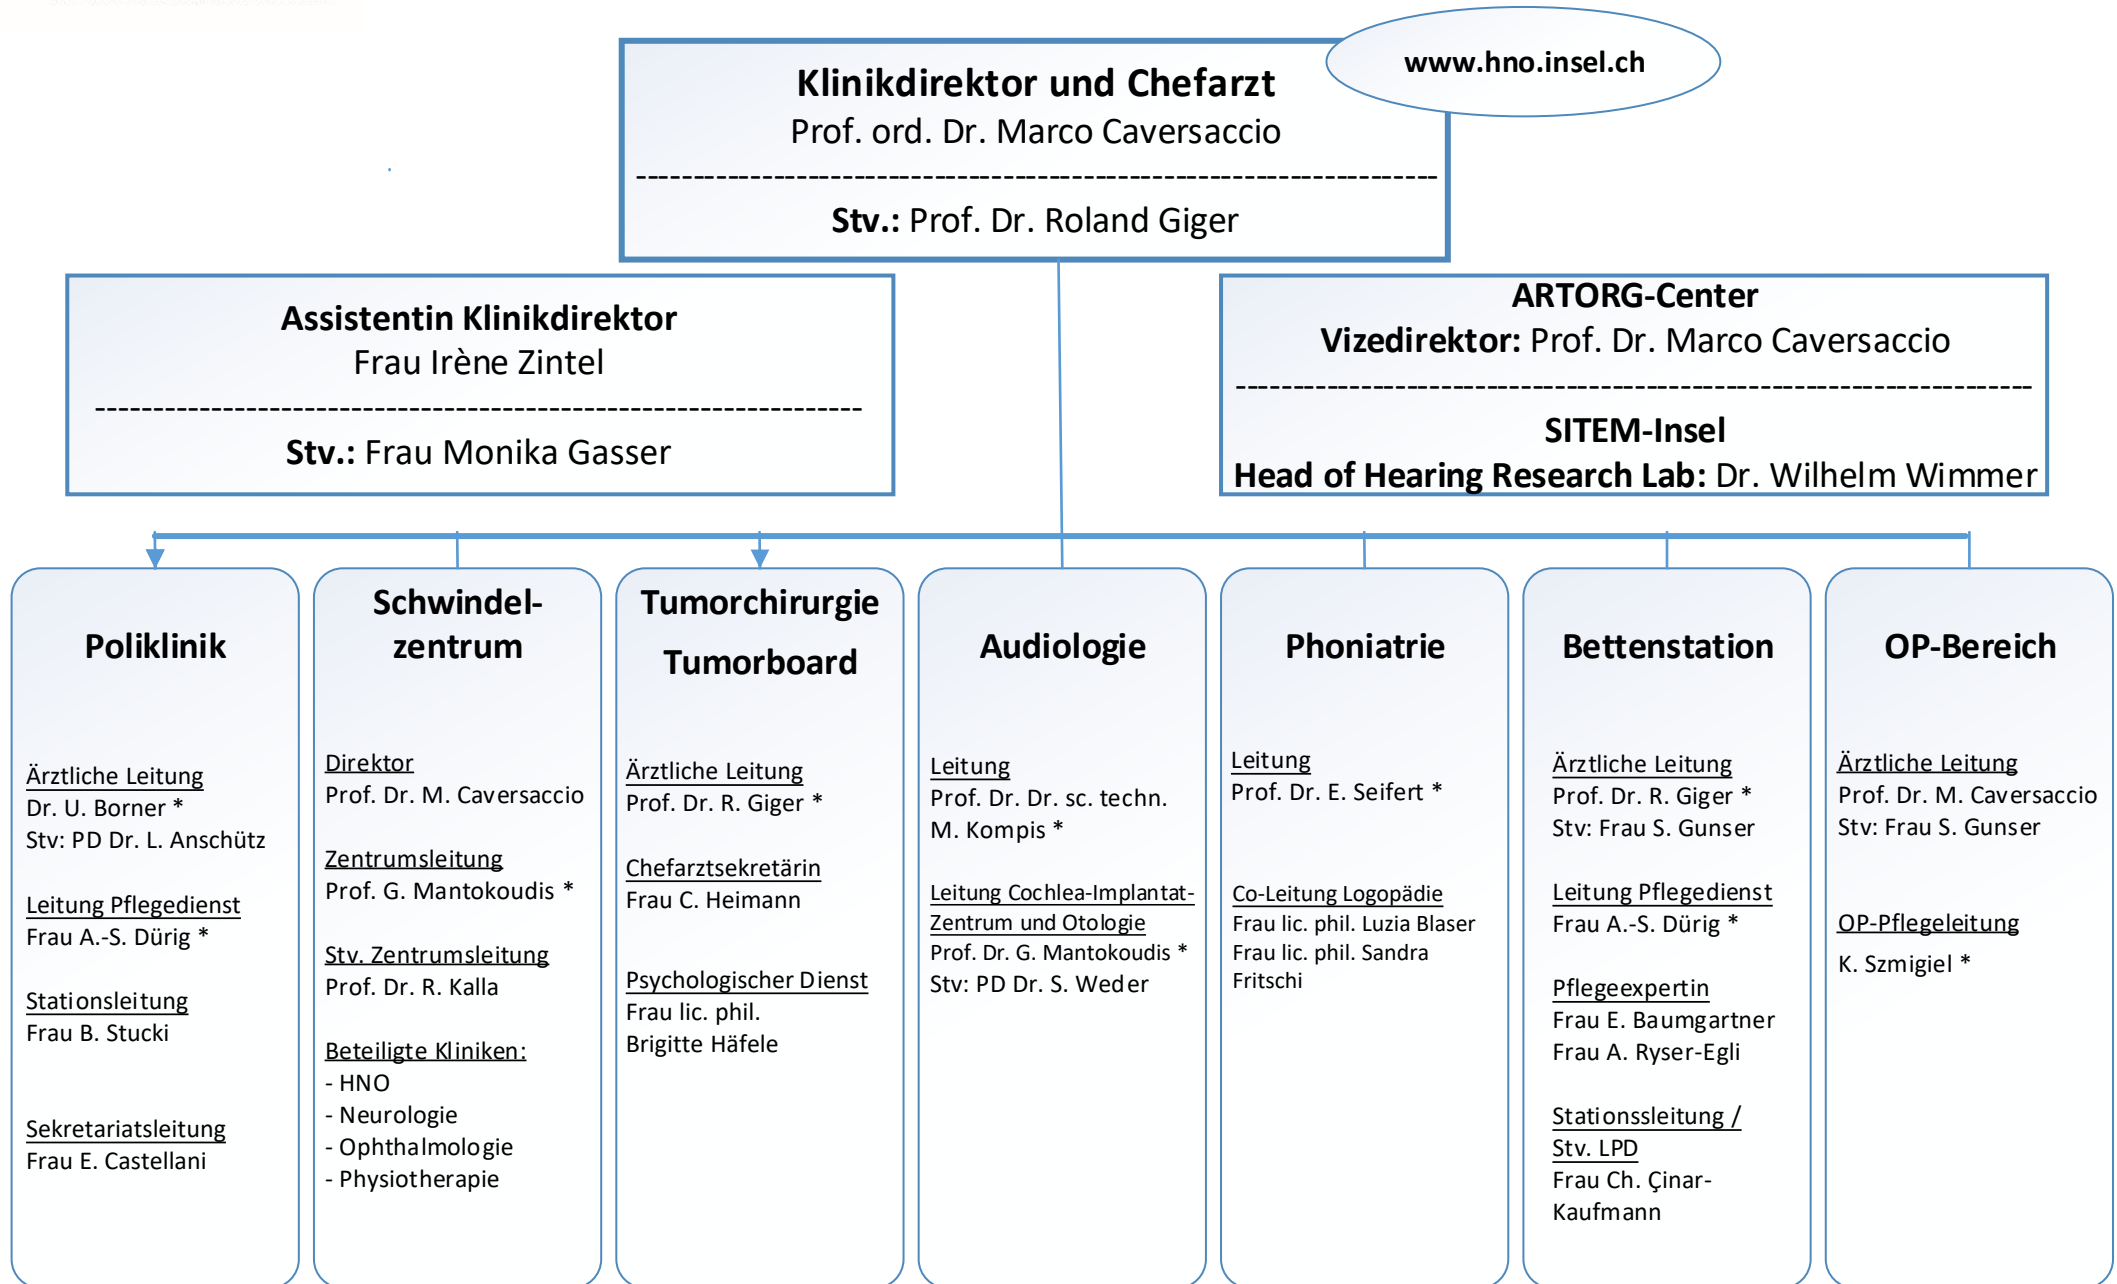 www.hno.insel.ch
Klinikdirektor und Chefarzt
Prof. ord. Dr. Marco Caversaccio
Stv.: Prof. Dr. Roland Giger
Assistentin Klinikdirektor
Frau Irène Zintel
Stv.: Frau Monika Gasser
ARTORG-Center
Vizedirektor: Prof. Dr. Marco Caversaccio
SITEM-Insel
Head of Hearing Research Lab: Dr. Wilhelm Wimmer
Poliklinik
Ärztliche Leitung
Dr. U. Borner *
Stv: PD Dr. L. Anschütz
Leitung Pflegedienst
Frau A.-S. Dürig *
Stationsleitung
Frau B. Stucki
Sekretariatsleitung
Frau E. Castellani
Schwindel-
zentrum
Direktor
Prof. Dr. M. Caversaccio
Zentrumsleitung
Prof. G. Mantokoudis *
Stv. Zentrumsleitung
Prof. Dr. R. Kalla
Beteiligte Kliniken:
- HNO
- Neurologie
- Ophthalmologie
- Physiotherapie
Tumorchirurgie
Tumorboard
Ärztliche Leitung
Prof. Dr. R. Giger *
Chefarztsekretärin
Frau C. Heimann
Psychologischer Dienst
Frau lic. phil.
Brigitte Häfele
Audiologie
Leitung
Prof. Dr. Dr. sc. techn.
M. Kompis *
Leitung Cochlea-Implantat-
Zentrum und Otologie
Prof. Dr. G. Mantokoudis *
Stv: PD Dr. S. Weder
Phoniatrie
Leitung
Prof. Dr. E. Seifert *
Co-Leitung Logopädie
Frau lic. phil. Luzia Blaser
Frau lic. phil. Sandra
Fritschi
Bettenstation
Ärztliche Leitung
Prof. Dr. R. Giger *
Stv: Frau S. Gunser
Leitung Pflegedienst
Frau A.-S. Dürig *
Pflegeexpertin
Frau E. Baumgartner
Frau A. Ryser-Egli
Stationssleitung /
Stv. LPD
Frau Ch. Çinar-
Kaufmann
OP-Bereich
Ärztliche Leitung
Prof. Dr. M. Caversaccio
Stv: Frau S. Gunser
OP-Pflegeleitung
K. Szmigiel *